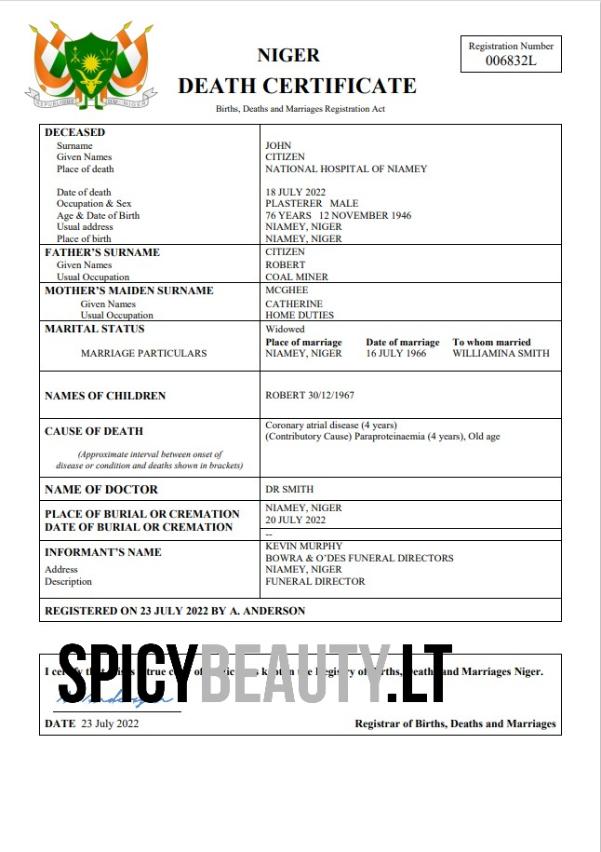 REPUBLIQUE DU NIGER
NIGER
DEATH CERTIFICATE
Births, Deaths and Marriages Registration Act
Registration Number
006832L
DECEASED
Surname JOHN
Given Names CITIZEN
Place of death NATIONAL HOSPITAL OF NIAMEY
Date of death 18 JULY 2022
Occupation & Sex PLASTERER MALE
Age & Date of Birth 76 YEARS 12 NOVEMBER 1946
Usual address NIAMEY, NIGER
Place of birth NIAMEY, NIGER
FATHER'S SURNAME CITIZEN
Given Names ROBERT
Usual Occupation COAL MINER
MOTHER'S MAIDEN SURNAME MCGHEE
Given Names CATHERINE
Usual Occupation HOME DUTIES
MARITAL STATUS Widowed
Place of marriage Date of marriage To whom married
MARRIAGE PARTICULARS NIAMEY, NIGER 16 JULY 1966 WILLIAMINA SMITH
NAMES OF CHILDREN ROBERT 30/12/1967
CAUSE OF DEATH
Coronary atrial disease (4 years)
(Contributory Cause) Paraproteinaemia (4 years), Old age
(Approximate interval between onset of
disease or condition and deaths shown in brackets)
NAME OF DOCTOR DR SMITH
PLACE OF BURIAL OR CREMATION NIAMEY, NIGER
DATE OF BURIAL OR CREMATION 20 JULY 2022
--
INFORMANT'S NAME KEVIN MURPHY
BOWRA & O'DES FUNERAL DIRECTORS
Address NIAMEY, NIGER
Description FUNERAL DIRECTOR
REGISTERED ON 23 JULY 2022 BY A. ANDERSON
I certify that this is a true copy of kept in the Registry of Births, Deaths and Marriages Niger.
SPICYBEAUTY.LT
DATE 23 July 2022
Registrar of Births, Deaths and Marriages